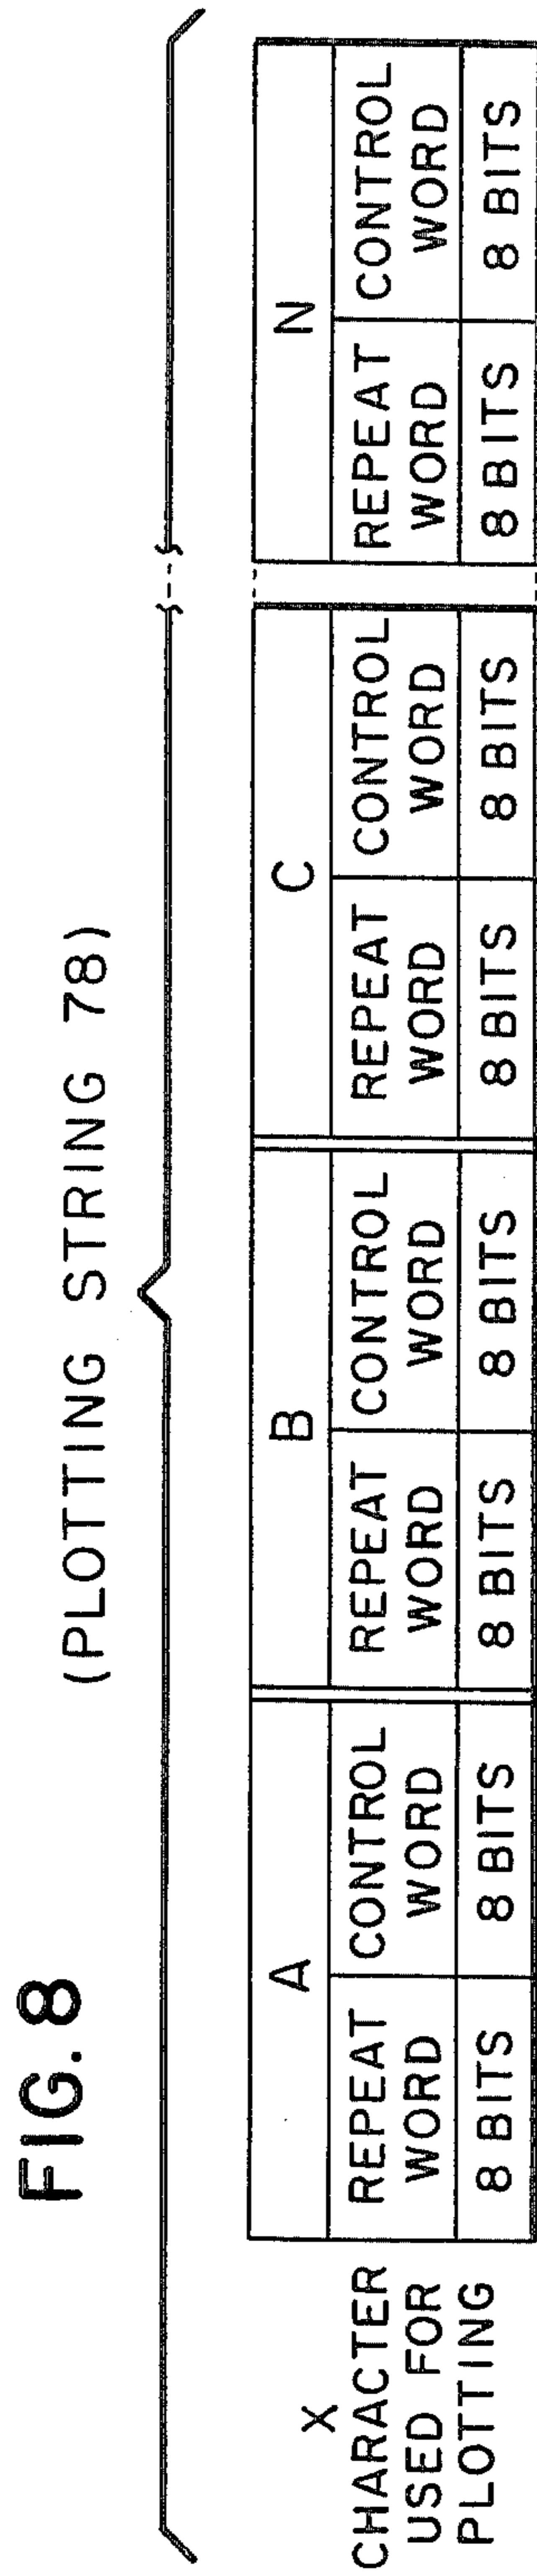 FIG. 8
(PLOTTING STRING 78)
X
CHARACTER
USED FOR
PLOTTING
A
REPEAT WORD
CONTROL WORD
8 BITS
8 BITS
B
REPEAT WORD
CONTROL WORD
8 BITS
8 BITS
C
REPEAT WORD
CONTROL WORD
8 BITS
8 BITS
N
REPEAT WORD
CONTROL WORD
8 BITS
8 BITS